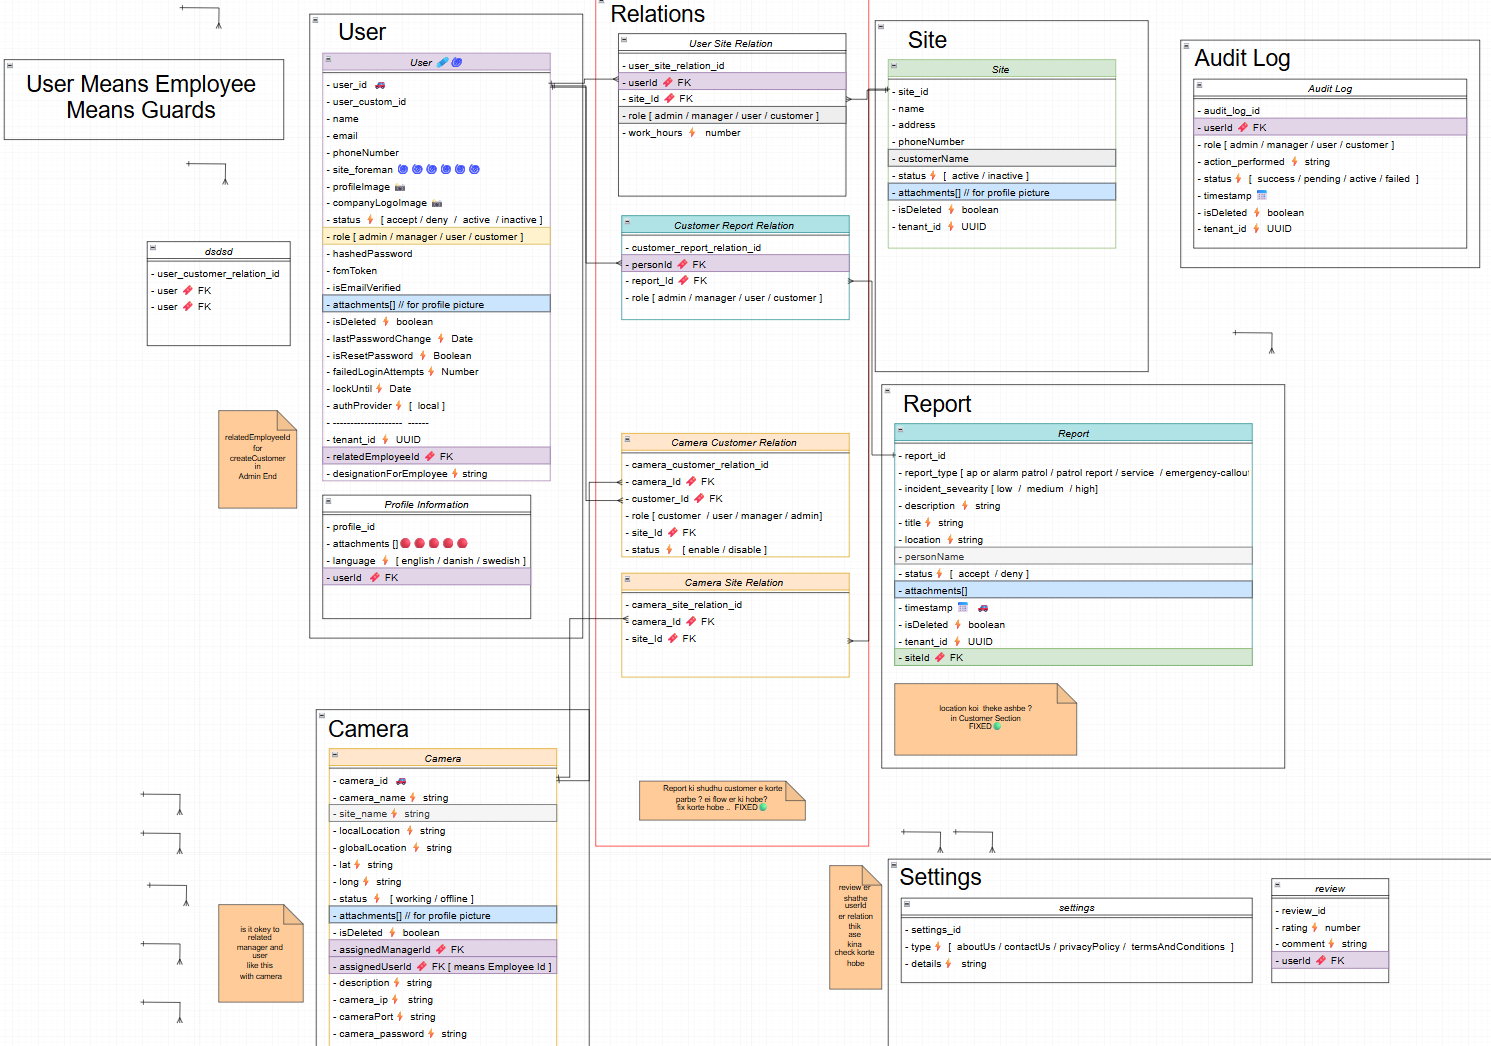 User Means Employee
Means Guards
dsdsd
- user_customer_relation_id
- user FK
- user FK
relatedEmployeeId
for
createCustomer
in
Admin End
User
User
- user_id
- user_custom_id
- name
- email
- phoneNumber
- site_foreman
- profileImage
- companyLogoImage
- status [ accept / deny / active / inactive ]
- role [ admin / manager / user / customer ]
- hashedPassword
- fcmToken
- isEmailVerified
- attachments[] // for profile picture
- isDeleted boolean
- lastPasswordChange Date
- isResetPassword Boolean
- failedLoginAttempts Number
- lockUntil Date
- authProvider [ local ]
- -------------------- ------
- tenant_id UUID
- relatedEmployeeId FK
- designationForEmployee string
Profile Information
- profile_id
- attachments []
- language [ english / danish / swedish ]
- userId FK
Relations
User Site Relation
- user_site_relation_id
- userId FK
- site_Id FK
- role [ admin / manager / user / customer ]
- work_hours number
Customer Report Relation
- customer_report_relation_id
- personId FK
- report_Id FK
- role [ admin / manager / user / customer ]
Camera Customer Relation
- camera_customer_relation_id
- camera_Id FK
- customer_Id FK
- role [ customer / user / manager / admin]
- site_Id FK
- status [ enable / disable ]
Camera Site Relation
- camera_site_relation_id
- camera_Id FK
- site_Id FK
Report ki shudhu customer e korte
parbe ? ei flow er ki hobe?
fix korte hobe .. FIXED
Site
Site
- site_id
- name
- address
- phoneNumber
- customerName
- status [ active / inactive ]
- attachments[] // for profile picture
- isDeleted boolean
- tenant_id UUID
Audit Log
Audit Log
- audit_log_id
- userId FK
- role [ admin / manager / user / customer ]
- action_performed string
- status [ success / pending / active / failed ]
- timestamp
- isDeleted boolean
- tenant_id UUID
Report
Report
- report_id
- report_type [ ap or alarm patrol / patrol report / service / emergency-callou
- incident_sevearity [ low / medium / high]
- description string
- title string
- location string
- personName
- status [ accept / deny ]
- attachments[]
- timestamp
- isDeleted boolean
- tenant_id UUID
- siteId FK
location koi theke ashbe ?
in Customer Section
FIXED
Camera
Camera
- camera_id
- camera_name string
- site_name string
- localLocation string
- globalLocation string
- lat string
- long string
- status [ working / offline ]
- attachments[] // for profile picture
- isDeleted boolean
- assignedManagerId FK
- assignedUserId FK [ means Employee Id ]
- description string
- camera_ip string
- cameraPort string
- camera_password string
is it okey to
related
manager and
user
like this
with camera
review er
shathe
userId
er relation
thik
ase
kina
check korte
hobe
Settings
settings
- settings_id
- type [ aboutUs / contactUs / privacyPolicy / termsAndConditions ]
- details string
review
- review_id
- rating number
- comment string
- userId FK